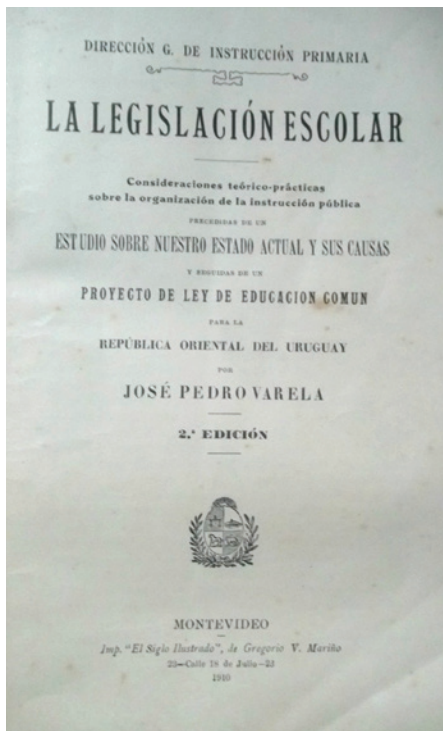 DIRECCIÓN G. DE INSTRUCCIÓN PRIMARIA
LA LEGISLACIÓN ESCOLAR
Consideraciones teórico-prácticas
sobre la organización de la instrucción pública
PRECEDIDAS DE UN
ESTUDIO SOBRE NUESTRO ESTADO ACTUAL Y SUS CAUSAS
Y SEGUIDAS DE UN
PROYECTO DE LEY DE EDUCACION COMUN
PARA LA
REPÚBLICA ORIENTAL DEL URUGUAY
POR
JOSÉ PEDRO VARELA
2.ª EDICIÓN
MONTEVIDEO
Imp. "El Siglo Ilustrado", de Gregorio V. Mariño
Calle 18 de Julio—23
1910